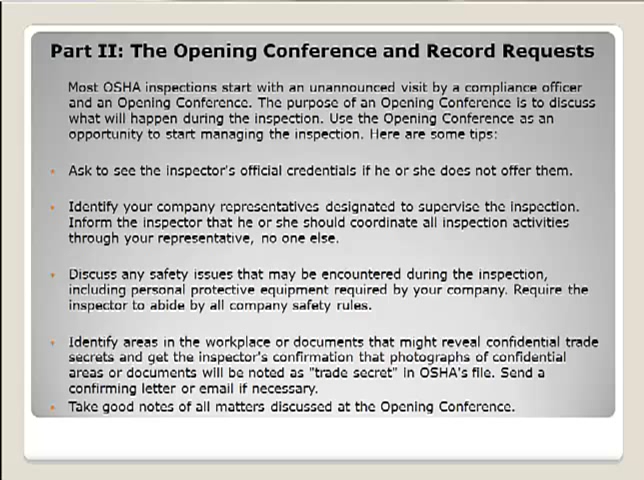 Part II: The Opening Conference and Record Requests
Most OSHA inspections start with an unannounced visit by a compliance officer
and an Opening Conference. The purpose of an Opening Conference is to discuss
what will happen during the inspection. Use the Opening Conference as an
opportunity to start managing the inspection. Here are some tips:
• Ask to see the inspector's official credentials if he or she does not offer them.
• Identify your company representatives designated to supervise the inspection.
Inform the inspector that he or she should coordinate all inspection activities
through your representative, no one else.
• Discuss any safety issues that may be encountered during the inspection,
including personal protective equipment required by your company. Require the
inspector to abide by all company safety rules.
• Identify areas in the workplace or documents that might reveal confidential trade
secrets and get the inspector's confirmation that photographs of confidential
areas or documents will be noted as "trade secret" in OSHA's file. Send a
confirming letter or email if necessary.
• Take good notes of all matters discussed at the Opening Conference.